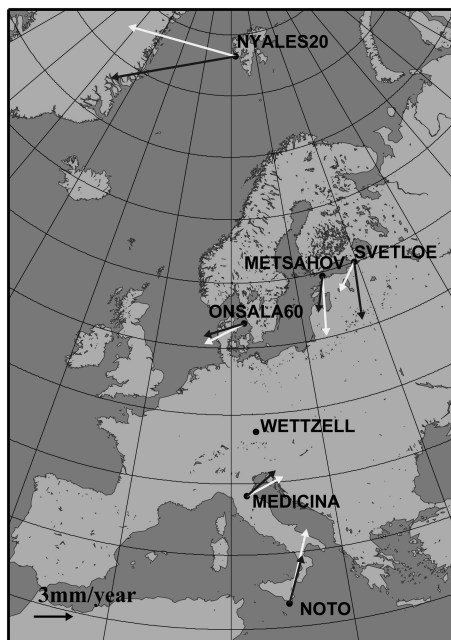 NYALES20
SVETLOE
METSAHOV
ONSALA60
WETTZELL
MEDICINA
3mm/year
NOTO